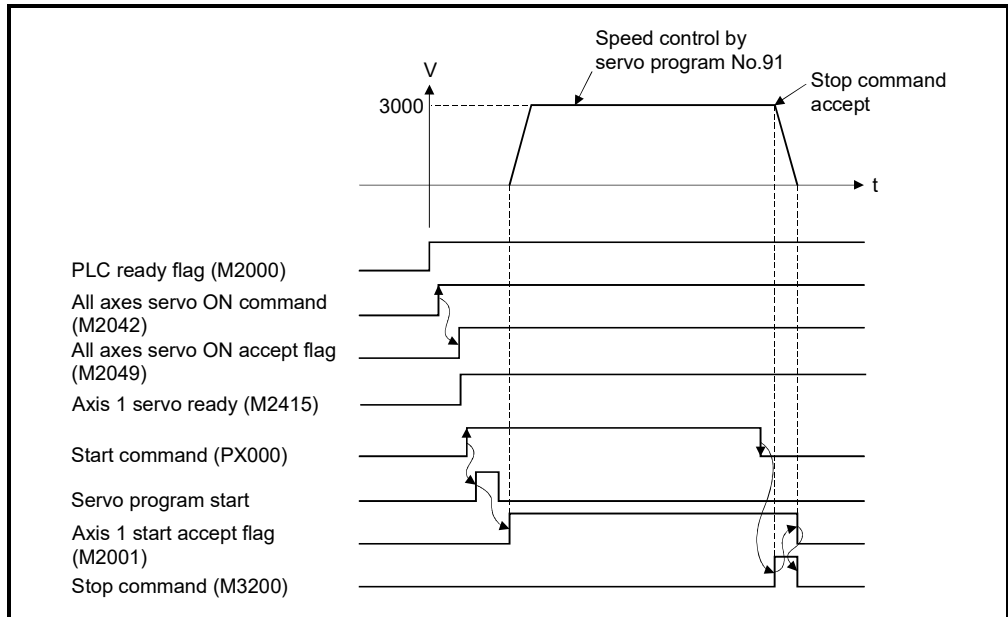 Speed control by
servo program No.91
Stop command
accept
V
3000
t
PLC ready flag (M2000)
All axes servo ON command
(M2042)
All axes servo ON accept flag
(M2049)
Axis 1 servo ready (M2415)
Start command (PX000)
Servo program start
Axis 1 start accept flag
(M2001)
Stop command (M3200)